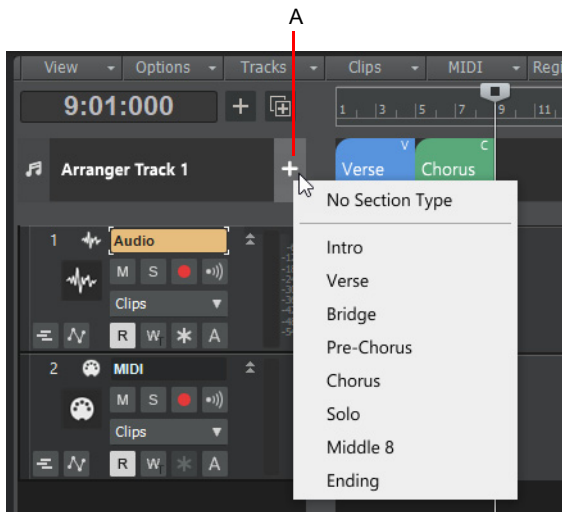 A
View Options Tracks Clips MIDI Regi
9:01:000
1 3 5 7 9 11
Arranger Track 1
V C
Verse Chorus
No Section Type
Intro
Verse
Bridge
Pre-Chorus
Chorus
Solo
Middle 8
Ending
1 Audio
M S
Clips
R W A
2 MIDI
M S
Clips
R W A